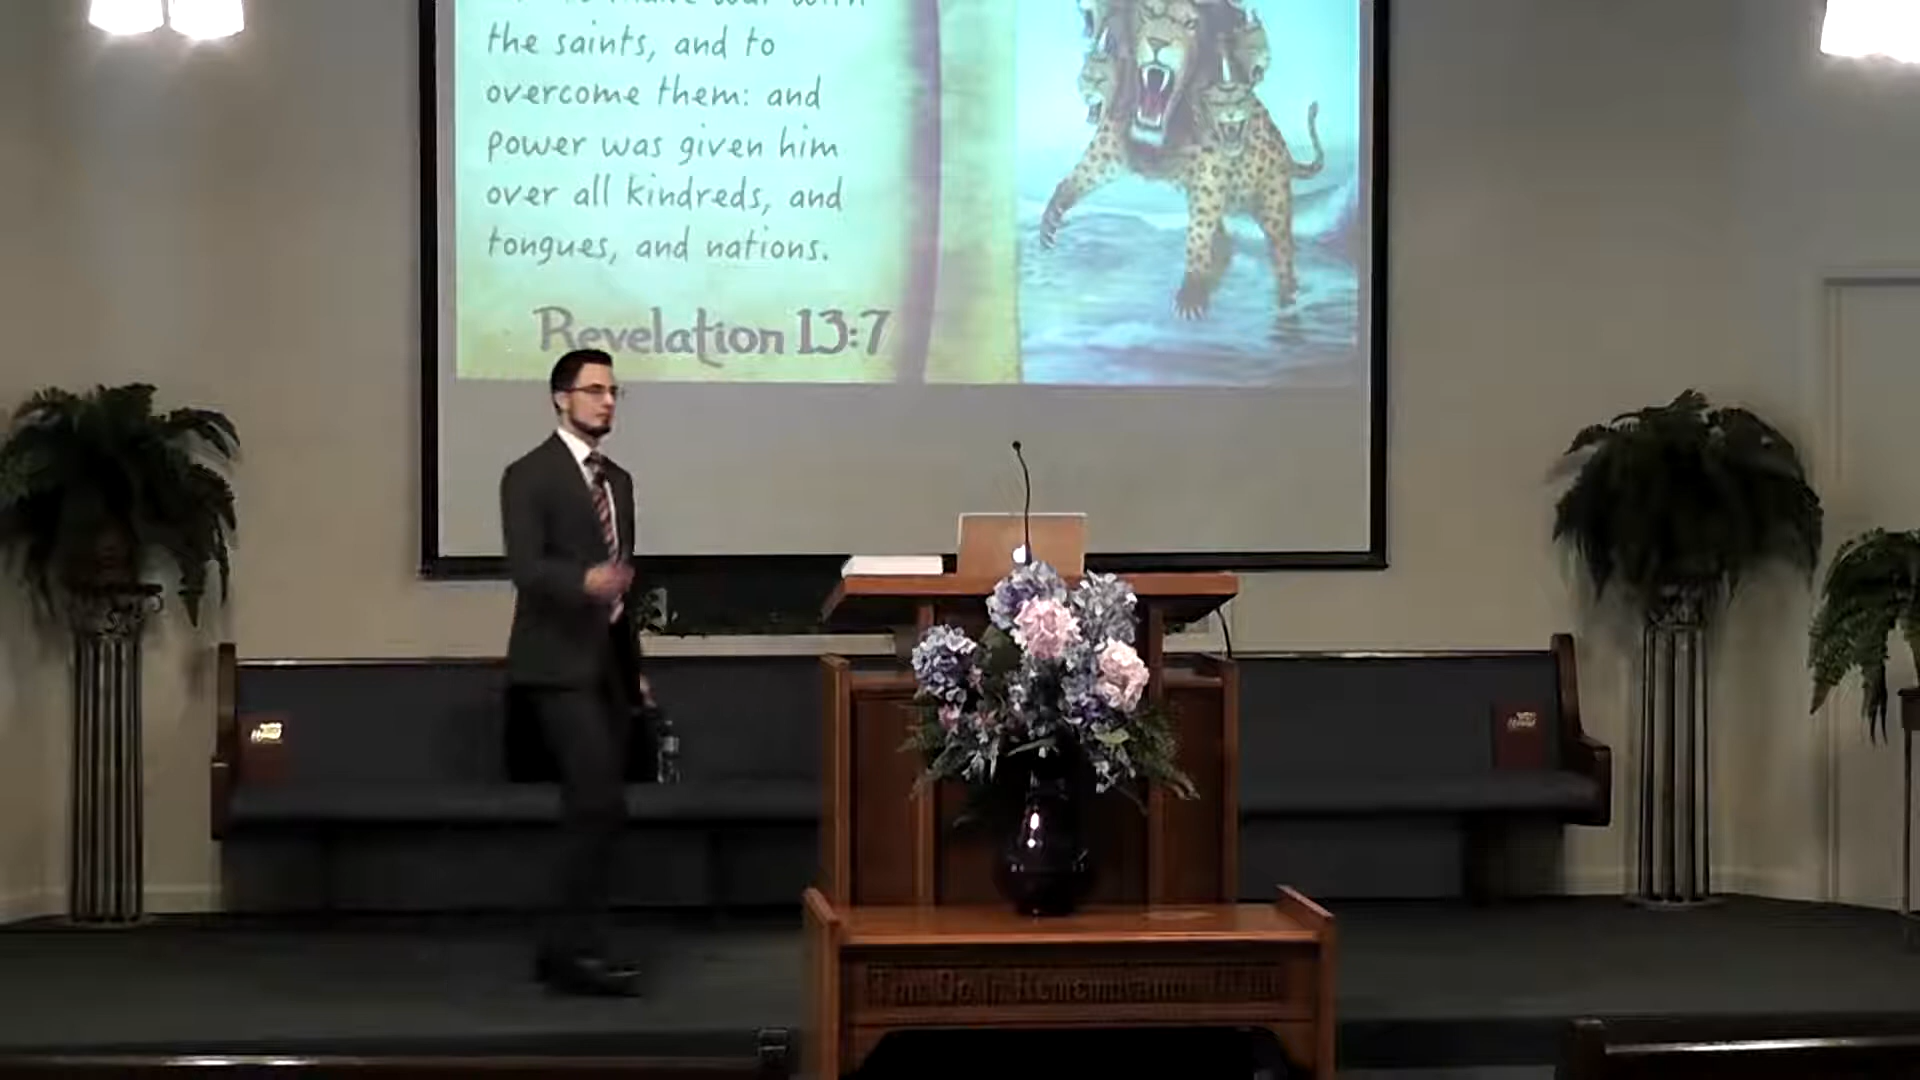 the saints, and to
overcome them: and
power was given him
over all kindreds, and
tongues, and nations.
Revelation 13:7